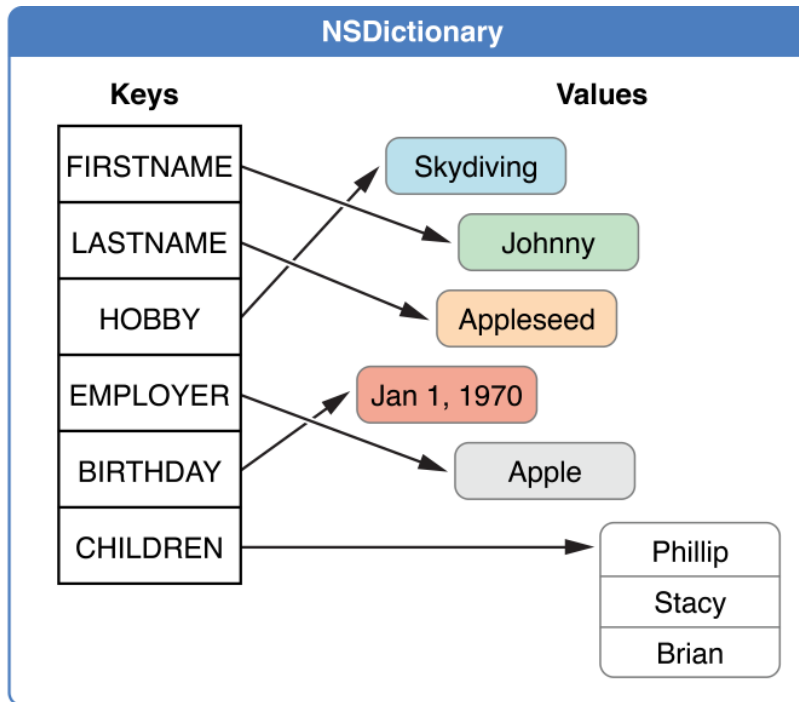 NSDictionary
Keys Values
FIRSTNAME
Skydiving
LASTNAME
Johnny
HOBBY
Appleseed
EMPLOYER
Jan 1, 1970
BIRTHDAY
Apple
CHILDREN
Phillip
Stacy
Brian